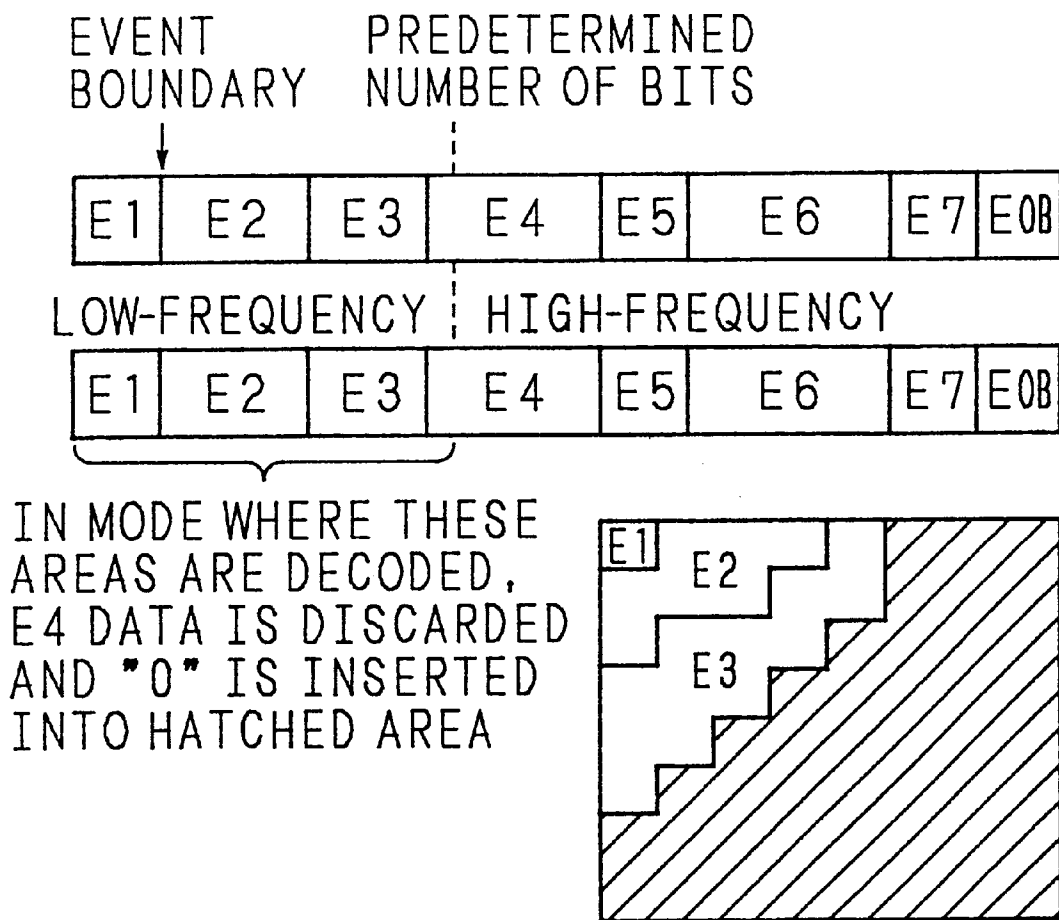 EVENT BOUNDARY
PREDETERMINED NUMBER OF BITS
E1 E2 E3 E4 E5 E6 E7 EOB
LOW-FREQUENCY HIGH-FREQUENCY
E1 E2 E3 E4 E5 E6 E7 EOB
IN MODE WHERE THESE
AREAS ARE DECODED,
E4 DATA IS DISCARDED
AND "0" IS INSERTED
INTO HATCHED AREA
E1 E2
E3